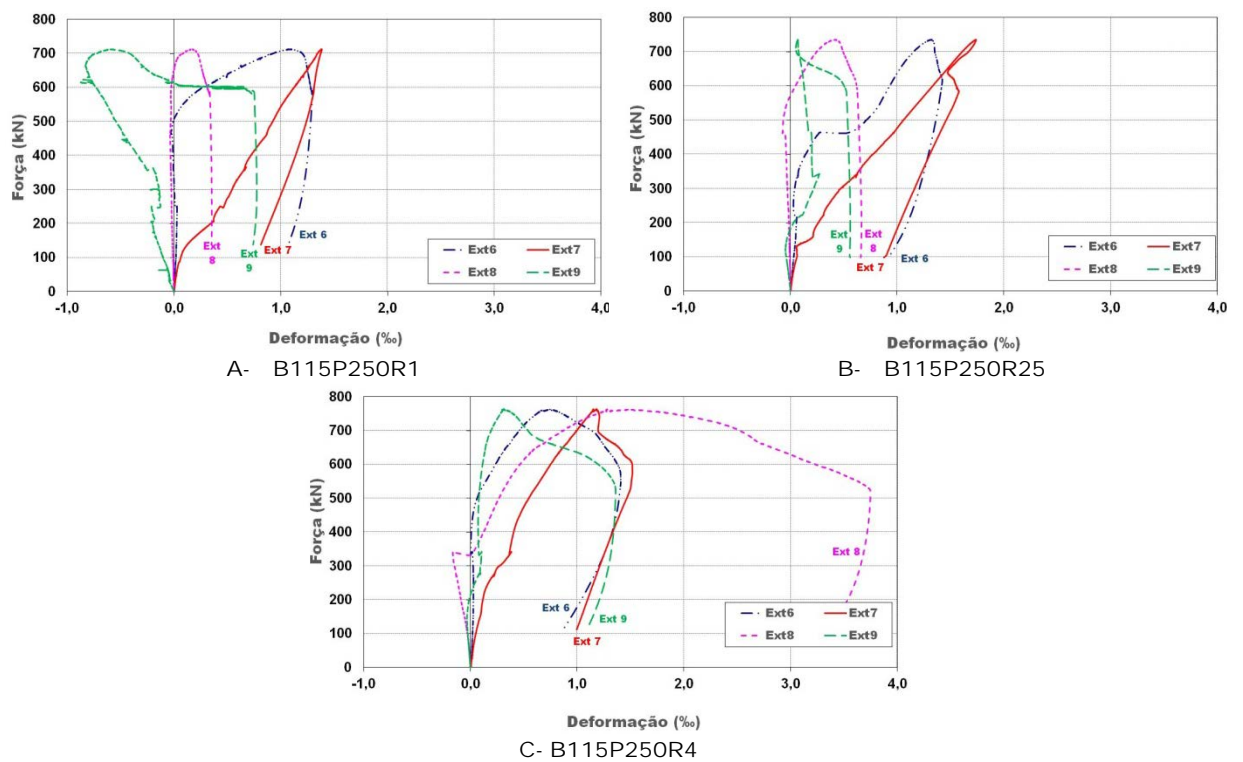 800
700
600
500
400
300
200
100
0
Força (kN)
-1,0 0,0 1,0 2,0 3,0 4,0
Deformação (‰)
Ext 8
Ext 9
Ext 7
Ext 6
Ext6 Ext7
Ext8 Ext9
A- B115P250R1
800
700
600
500
400
300
200
100
0
Força (kN)
-1,0 0,0 1,0 2,0 3,0 4,0
Deformação (‰)
Ext 9
Ext 8
Ext 7
Ext 6
Ext6 Ext7
Ext8 Ext9
B- B115P250R25
800
700
600
500
400
300
200
100
0
Força (kN)
-1,0 0,0 1,0 2,0 3,0 4,0
Deformação (‰)
Ext 6
Ext 7
Ext 9
Ext 8
Ext6 Ext7
Ext8 Ext9
C- B115P250R4